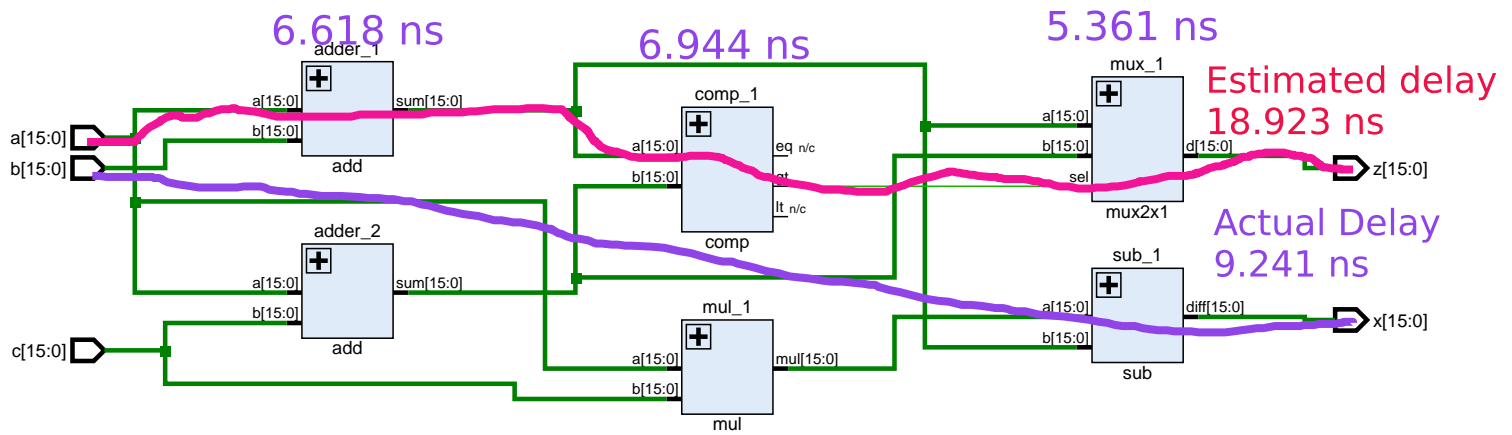 6.618 ns
6.944 ns
5.361 ns
Estimated delay
18.923 ns
Actual Delay
9.241 ns
a[15:0]
b[15:0]
c[15:0]
adder_1
a[15:0]
sum[15:0]
b[15:0]
add
adder_2
a[15:0]
sum[15:0]
b[15:0]
add
comp_1
a[15:0]
eq n/c
b[15:0]
gt
lt n/c
comp
mul_1
a[15:0]
mul[15:0]
b[15:0]
mul
mux_1
a[15:0]
b[15:0]
d[15:0]
sel
mux2x1
sub_1
a[15:0]
diff[15:0]
b[15:0]
sub
z[15:0]
x[15:0]